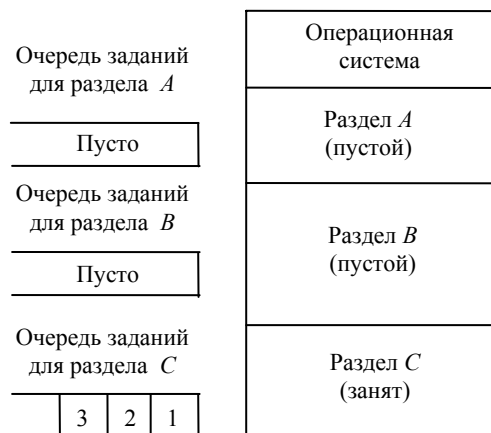 Очередь заданий
для раздела A
Пусто
Очередь заданий
для раздела B
Пусто
Очередь заданий
для раздела C
3 2 1
Операционная
система
Раздел A
(пустой)
Раздел B
(пустой)
Раздел C
(занят)